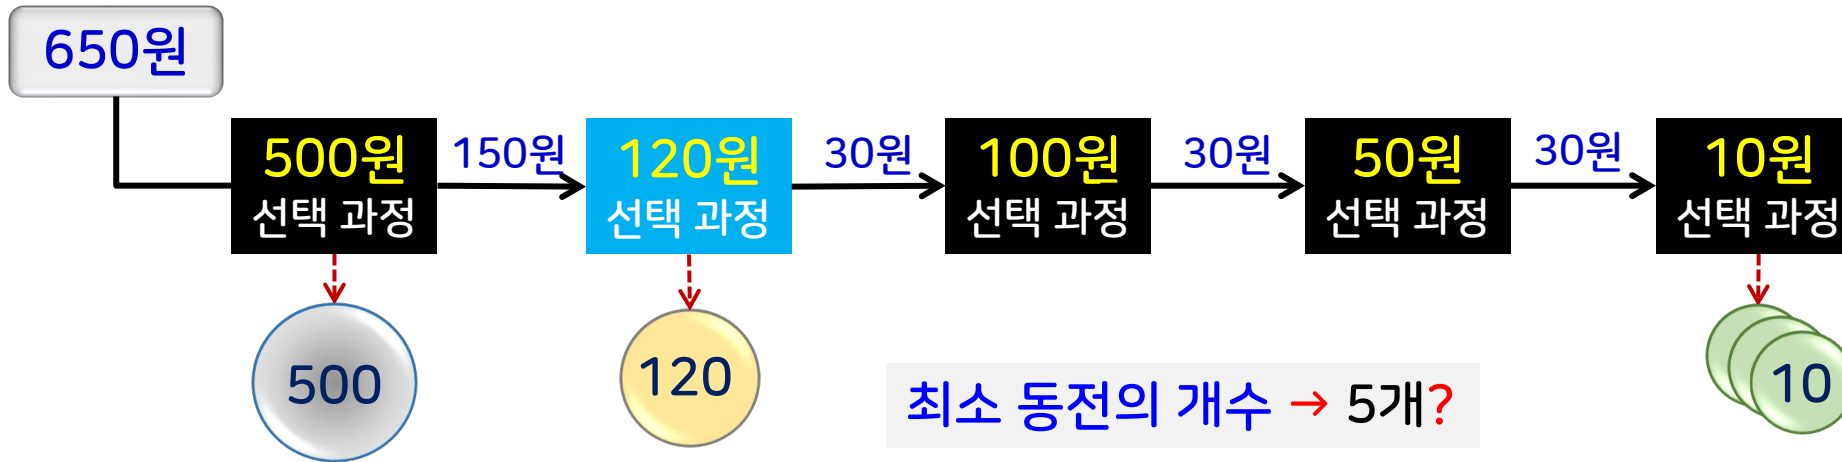 650원
500원
선택 과정
150원
120원
선택 과정
30원
100원
선택 과정
30원
50원
선택 과정
30원
10원
선택 과정
500
120
10
최소 동전의 개수 → 5개?